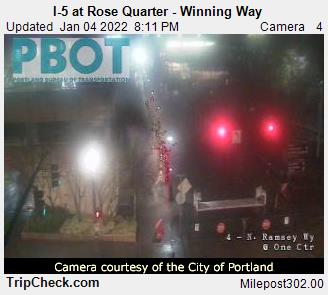 I-5 at Rose Quarter - Winning Way
Updated Jan 04 2022 8:11 PM Camera 4
PBOT
PORTLAND BUREAU OF TRANSPORTATION
4 - N. Ramsey Wy
@ One Ctr
Camera courtesy of the City of Portland
TripCheck.com Milepost302.00